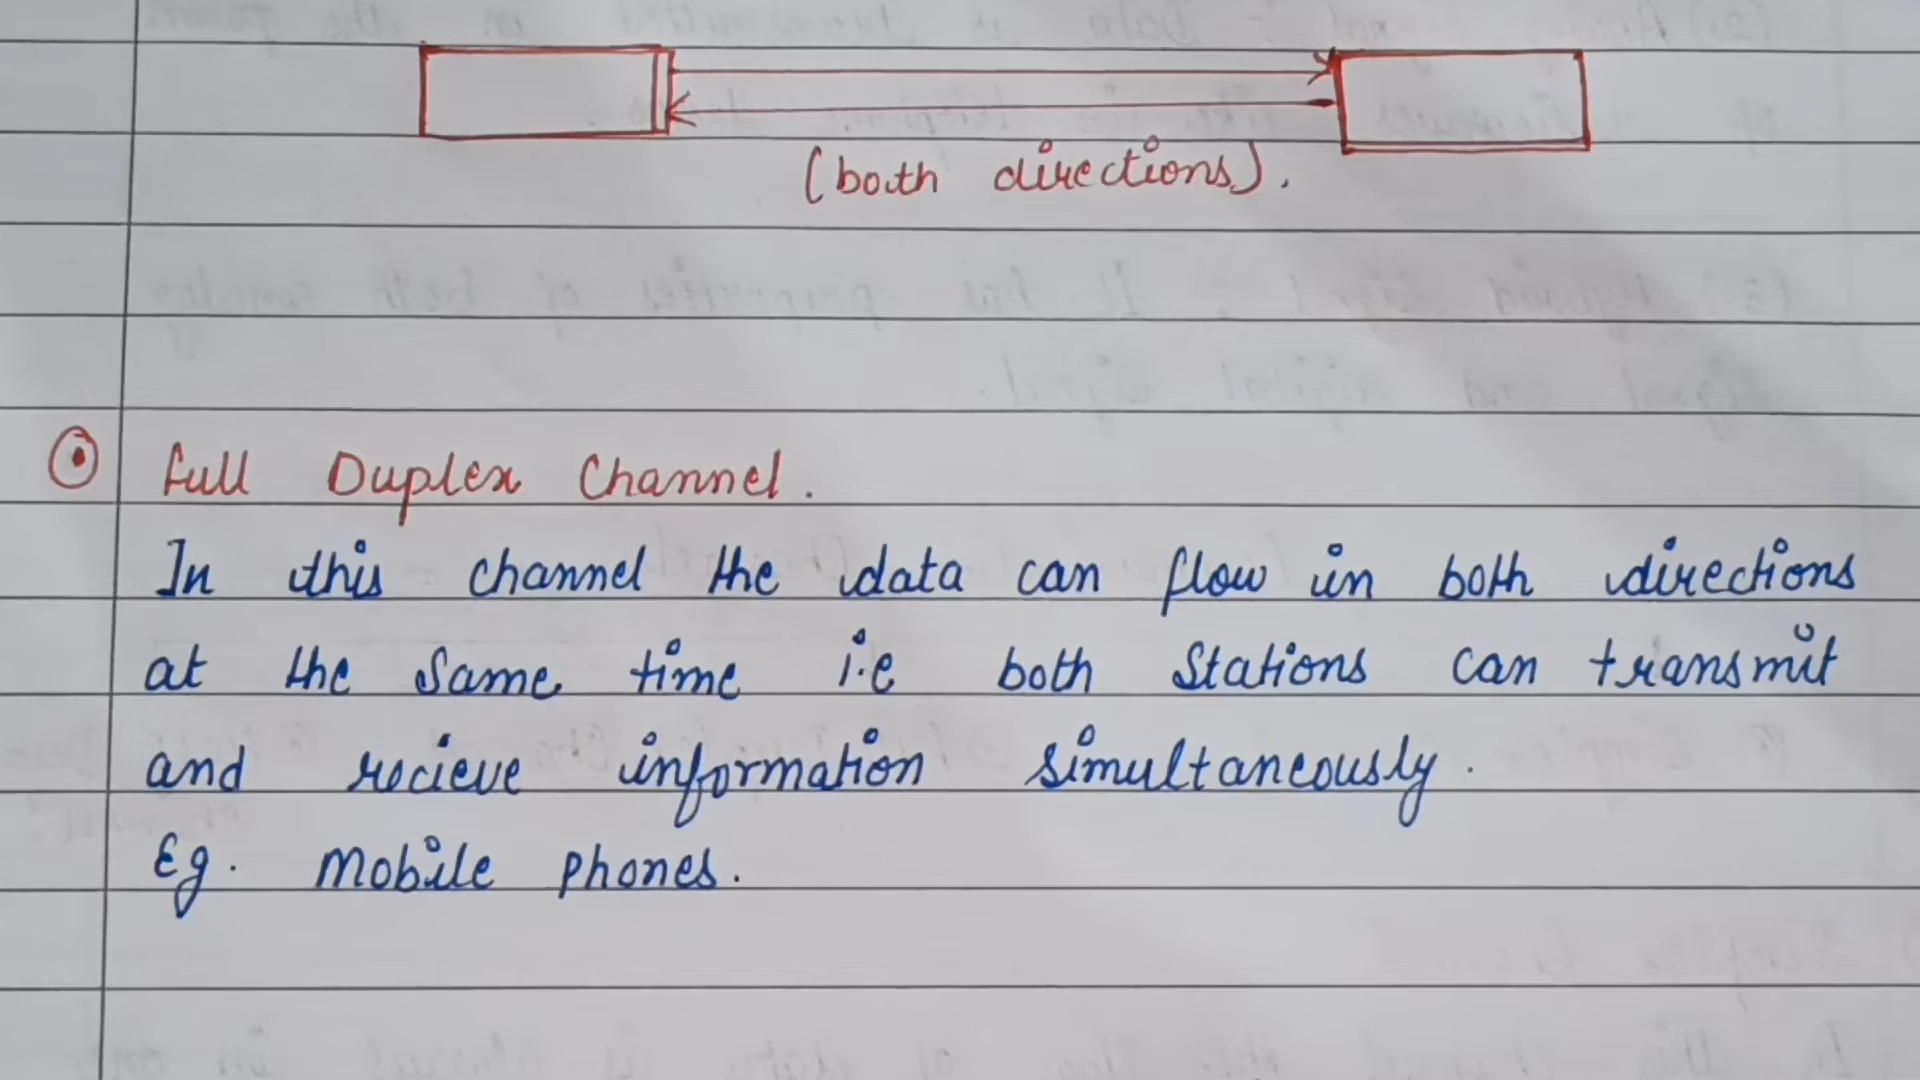 (both directions).
Full Duplex Channel.
In this channel the data can flow in both directions
at the same time i.e both Stations can transmit
and recieve information simultaneously.
Eg. Mobile phones.